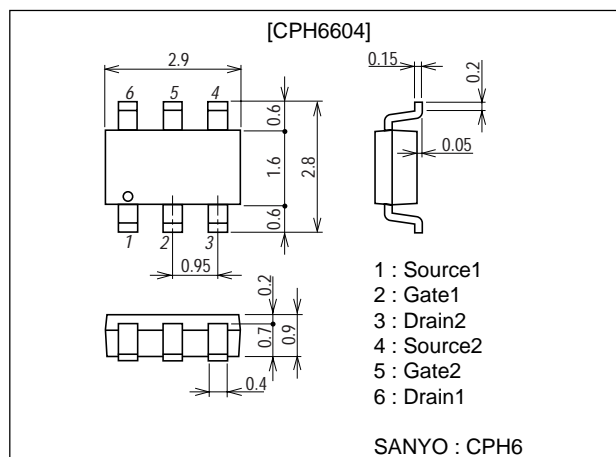 [CPH6604]
2.9
0.15
0.2
6 5 4
0.6
1.6
2.8
0.05
0.6
1 2 3
0.95
0.2
0.7
0.9
0.4
1 : Source1
2 : Gate1
3 : Drain2
4 : Source2
5 : Gate2
6 : Drain1
SANYO : CPH6